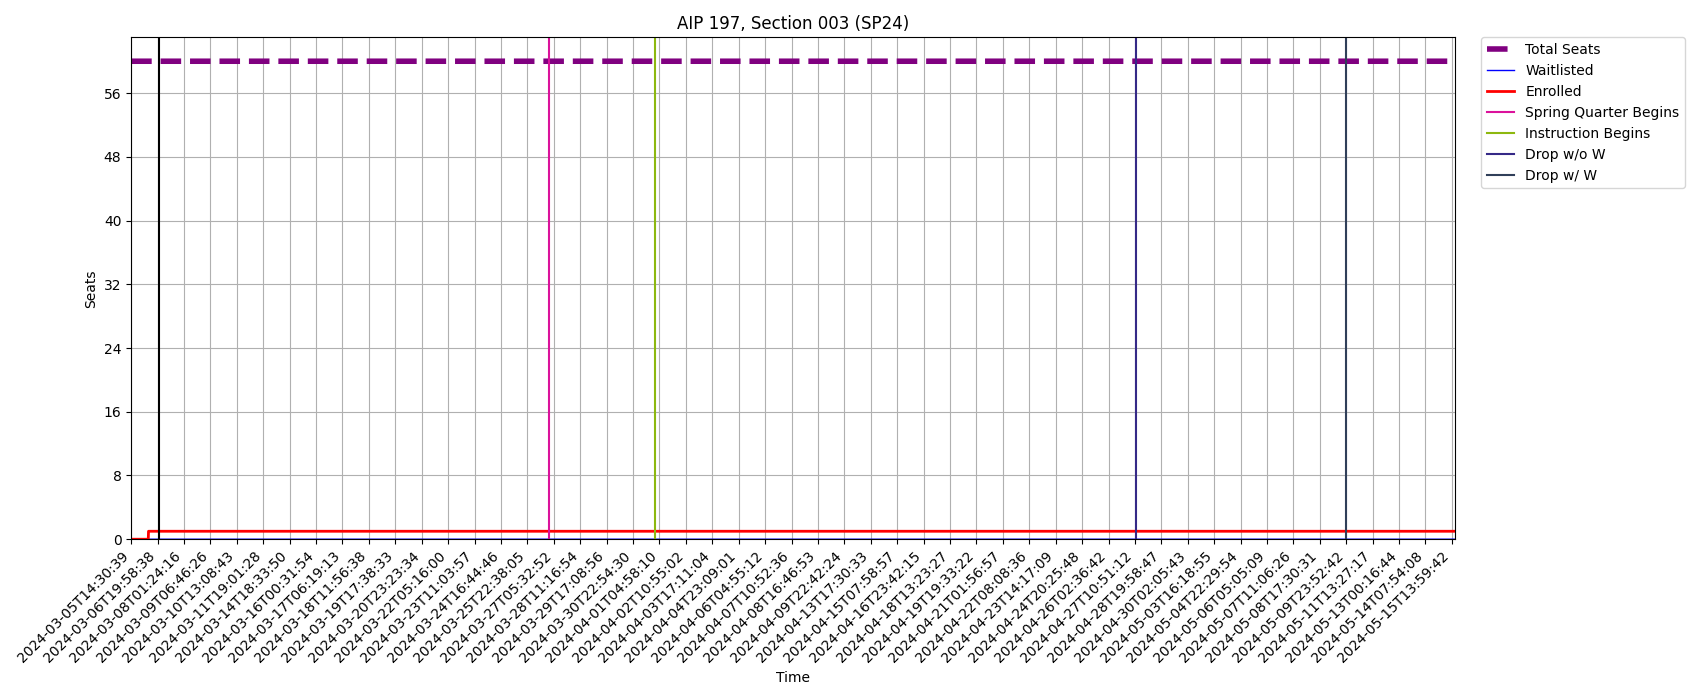 AIP 197, Section 003 (SP24)
Total Seats
Waitlisted
Enrolled
Spring Quarter Begins
Instruction Begins
Drop w/o W
Drop w/ W
Seats
56
48
40
32
24
16
8
0
2024-03-05T14:30:39
2024-03-06T19:58:38
2024-03-08T01:24:16
2024-03-09T06:46:26
2024-03-10T13:08:43
2024-03-11T19:01:28
2024-03-14T18:33:50
2024-03-16T00:31:54
2024-03-17T06:19:13
2024-03-18T11:56:38
2024-03-19T17:38:33
2024-03-20T23:23:34
2024-03-22T05:16:00
2024-03-23T11:03:57
2024-03-24T16:44:46
2024-03-25T22:38:05
2024-03-27T05:32:52
2024-03-28T11:16:54
2024-03-29T17:08:56
2024-03-30T22:54:30
2024-04-01T04:58:10
2024-04-02T10:55:02
2024-04-03T17:11:04
2024-04-04T23:09:01
2024-04-06T04:55:12
2024-04-07T10:52:36
2024-04-08T16:46:53
2024-04-09T22:42:24
2024-04-13T17:30:33
2024-04-15T07:58:57
2024-04-16T23:42:15
2024-04-18T13:23:27
2024-04-19T19:33:22
2024-04-21T01:56:57
2024-04-22T08:08:36
2024-04-23T14:17:09
2024-04-24T20:25:48
2024-04-26T02:36:42
2024-04-27T10:51:12
2024-04-28T19:58:47
2024-04-30T02:05:43
2024-05-03T16:18:55
2024-05-04T22:29:54
2024-05-06T05:05:09
2024-05-07T11:06:26
2024-05-08T17:30:31
2024-05-09T23:52:42
2024-05-11T13:27:17
2024-05-13T00:16:44
2024-05-14T07:54:08
2024-05-15T13:59:42
Time